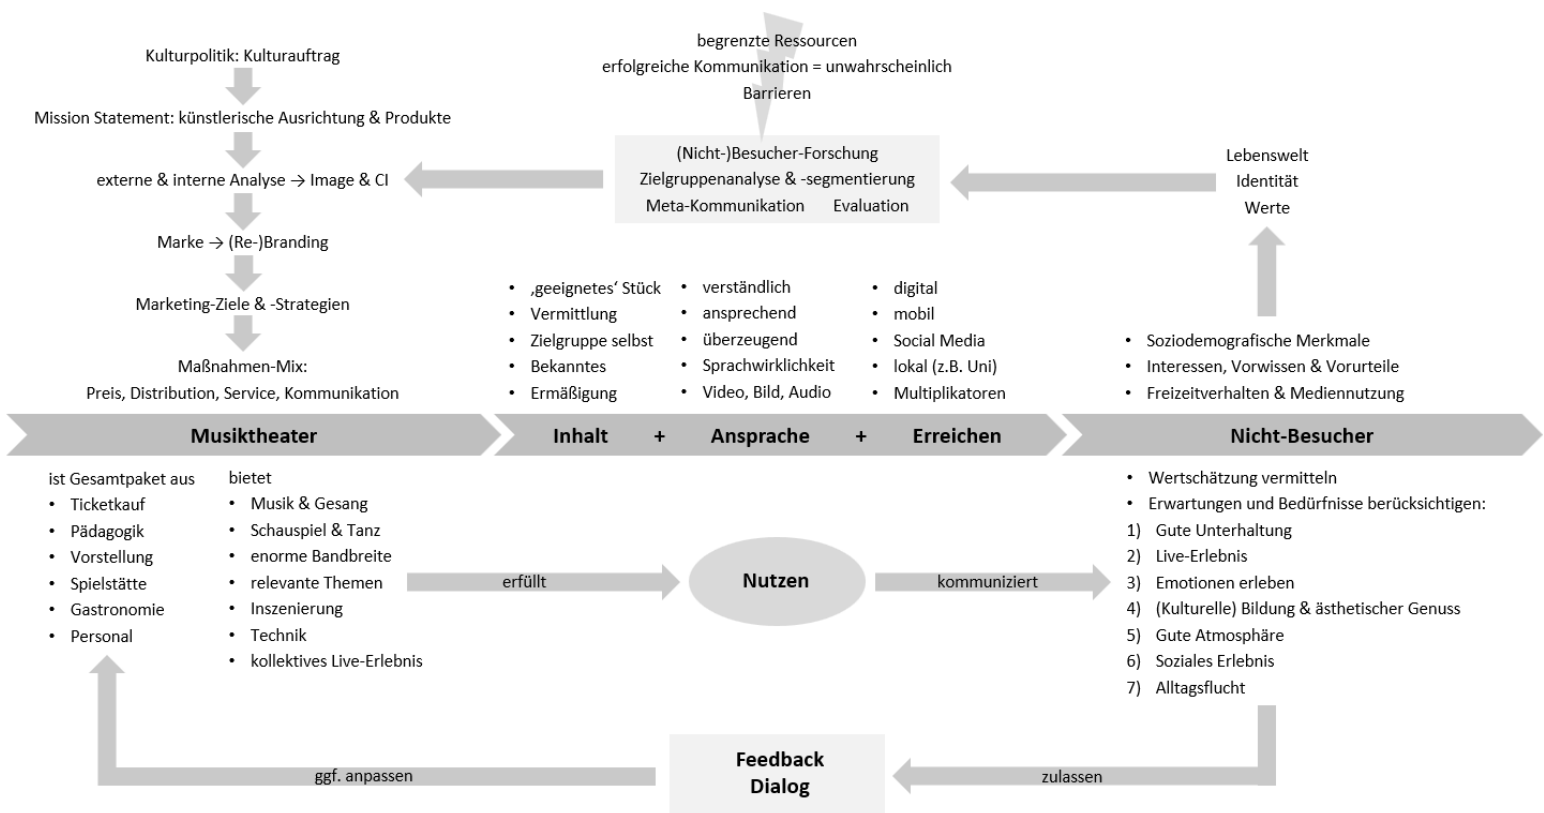 Kulturpolitik: Kulturauftrag
Mission Statement: künstlerische Ausrichtung & Produkte
externe & interne Analyse → Image & CI
Marke → (Re-)Branding
Marketing-Ziele & -Strategien
Maßnahmen-Mix:
Preis, Distribution, Service, Kommunikation
begrenzte Ressourcen
erfolgreiche Kommunikation = unwahrscheinlich
Barrieren
(Nicht-)Besucher-Forschung
Zielgruppenanalyse & -segmentierung
Meta-Kommunikation Evaluation
Lebenswelt
Identität
Werte
• ‚geeignetes‘ Stück
• Vermittlung
• Zielgruppe selbst
• Bekanntes
• Ermäßigung
• verständlich
• ansprechend
• überzeugend
• Sprachwirklichkeit
• Video, Bild, Audio
• digital
• mobil
• Social Media
• lokal (z.B. Uni)
• Multiplikatoren
• Soziodemografische Merkmale
• Interessen, Vorwissen & Vorurteile
• Freizeitverhalten & Mediennutzung
Musiktheater
Inhalt + Ansprache + Erreichen
Nicht-Besucher
ist Gesamtpaket aus
• Ticketkauf
• Pädagogik
• Vorstellung
• Spielstätte
• Gastronomie
• Personal
bietet
• Musik & Gesang
• Schauspiel & Tanz
• enorme Bandbreite
• relevante Themen
• Inszenierung
• Technik
• kollektives Live-Erlebnis
erfüllt
Nutzen
kommuniziert
• Wertschätzung vermitteln
• Erwartungen und Bedürfnisse berücksichtigen:
1) Gute Unterhaltung
2) Live-Erlebnis
3) Emotionen erleben
4) (Kulturelle) Bildung & ästhetischer Genuss
5) Gute Atmosphäre
6) Soziales Erlebnis
7) Alltagsflucht
zulassen
Feedback
Dialog
ggf. anpassen